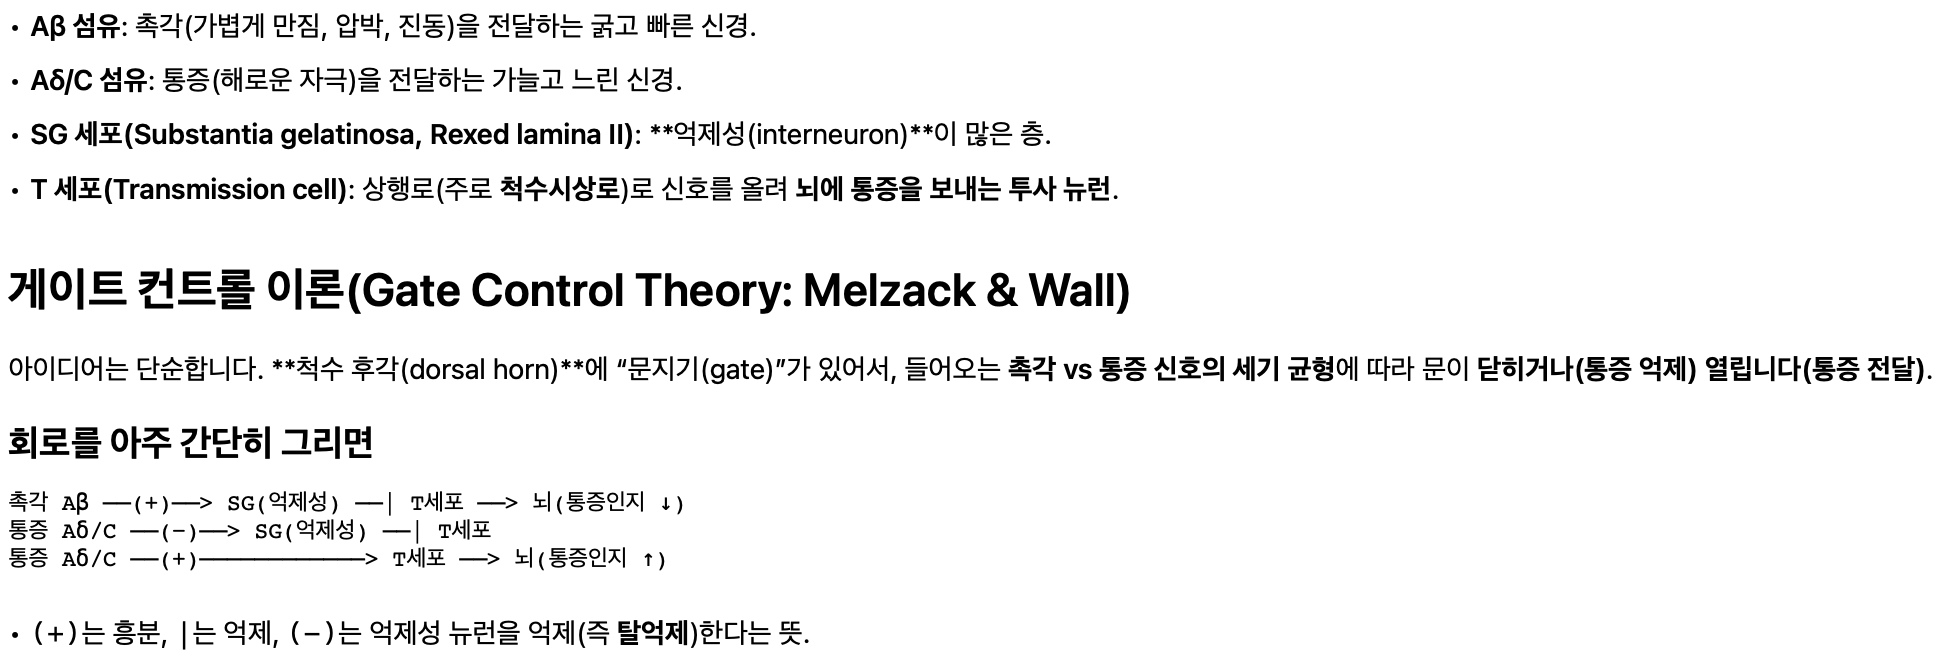 • Aβ 섬유: 촉각(가볍게 만짐, 압박, 진동)을 전달하는 굵고 빠른 신경.
• Aδ/C 섬유: 통증(해로운 자극)을 전달하는 가늘고 느린 신경.
• SG 세포(Substantia gelatinosa, Rexed lamina II): **억제성(interneuron)**이 많은 층.
• T 세포(Transmission cell): 상행로(주로 척수시상로)로 신호를 올려 뇌에 통증을 보내는 투사 뉴런.
게이트 컨트롤 이론(Gate Control Theory: Melzack & Wall)
아이디어는 단순합니다. **척수 후각(dorsal horn)**에 “문지기(gate)”가 있어서, 들어오는 촉각 vs 통증 신호의 세기 균형에 따라 문이 닫히거나(통증 억제) 열립니다(통증 전달).
회로를 아주 간단히 그리면
촉각 Aβ ──(+)──> SG(억제성) ──| T세포 ──> 뇌(통증인지 ↓)
통증 Aδ/C ──(−)──> SG(억제성) ──| T세포
통증 Aδ/C ──(+)────────────> T세포 ──> 뇌(통증인지 ↑)
• (+)는 흥분, |는 억제, (−)는 억제성 뉴런을 억제(즉 탈억제)한다는 뜻.